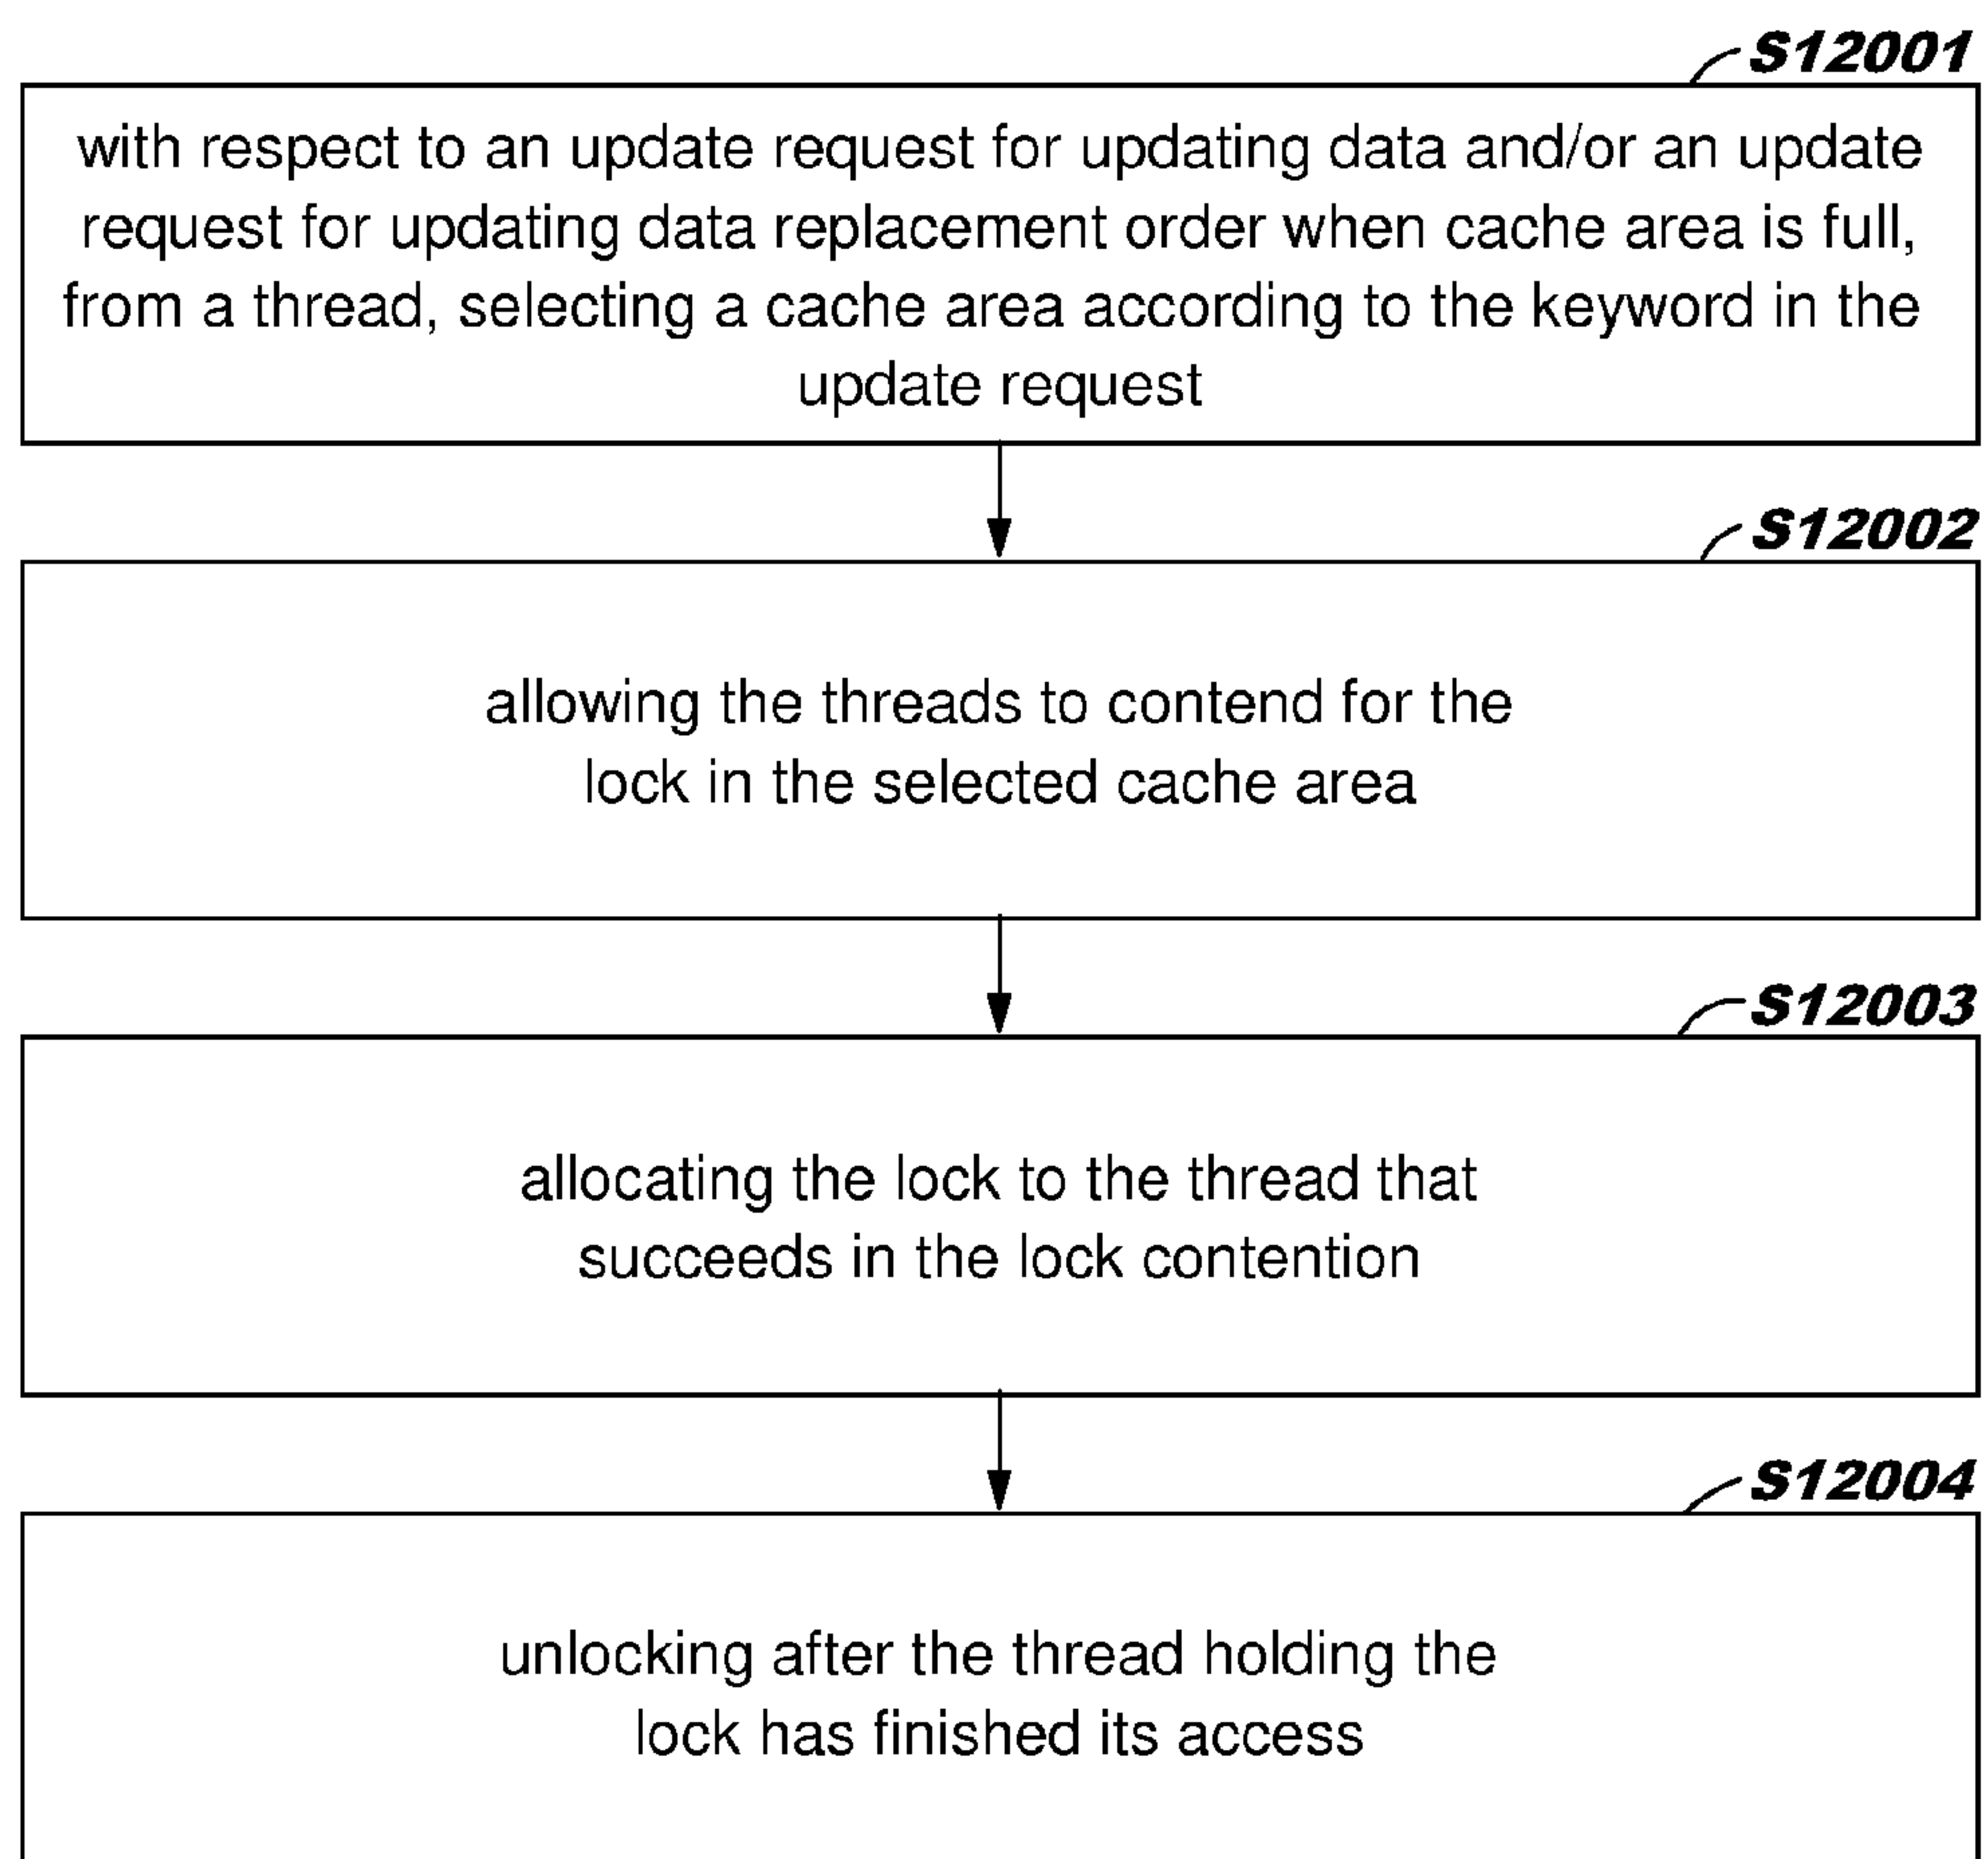 S12001
with respect to an update request for updating data and/or an update
request for updating data replacement order when cache area is full,
from a thread, selecting a cache area according to the keyword in the
update request
S12002
allowing the threads to contend for the
lock in the selected cache area
S12003
allocating the lock to the thread that
succeeds in the lock contention
S12004
unlocking after the thread holding the
lock has finished its access